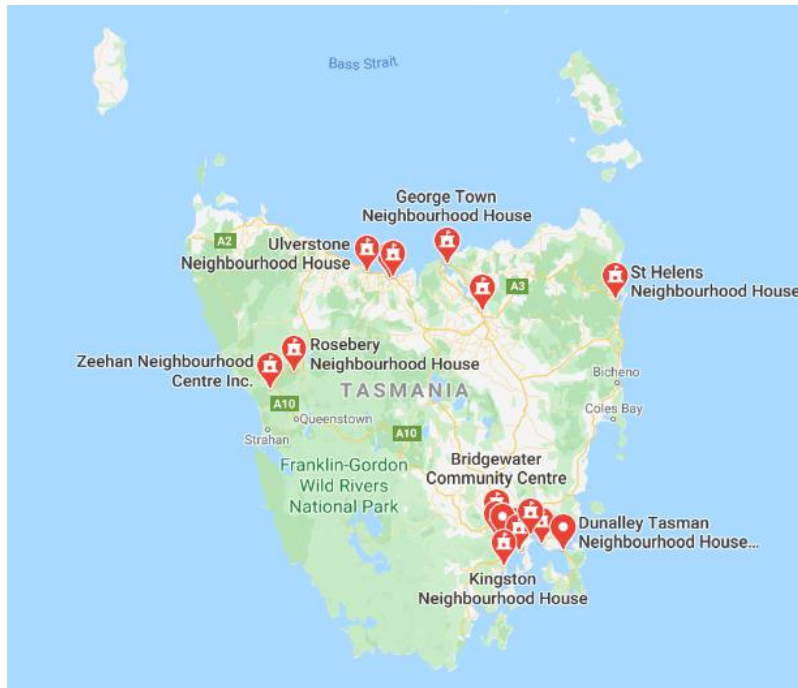 Bass Strait
George Town
Neighbourhood House
A2
Ulverstone
Neighbourhood House
A3
St Helens
Neighbourhood House
Rosebery
Neighbourhood House
Zeehan Neighbourhood
Centre Inc.
Bicheno
TASMANIA
A10
Queenstown
Coles Bay
Strahan
A10
Franklin-Gordon
Wild Rivers
National Park
Bridgewater
Community Centre
Dunalley Tasman
Neighbourhood House...
Kingston
Neighbourhood House